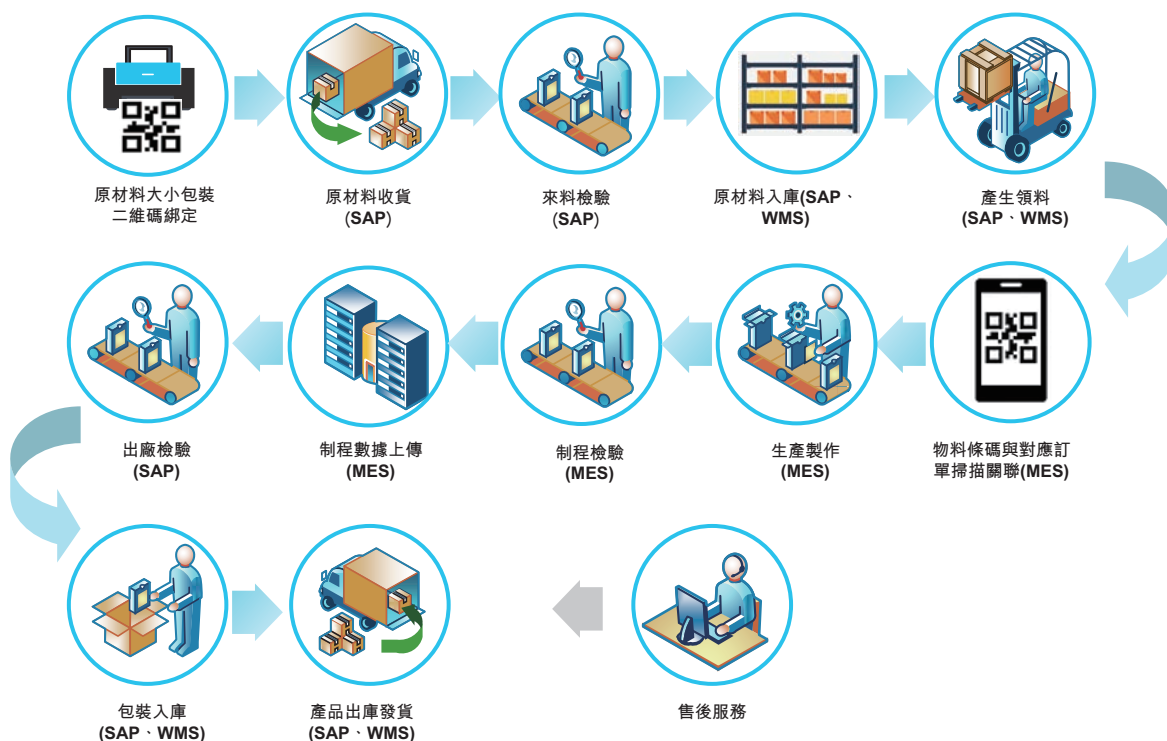 原材料大小包裝
二維碼綁定
原材料收貨
(SAP)
來料檢驗
(SAP)
原材料入庫(SAP、
WMS)
產生領料
(SAP、WMS)
出廠檢驗
(SAP)
制程數據上傳
(MES)
制程檢驗
(MES)
生產製作
(MES)
物料條碼與對應訂
單掃描關聯(MES)
包裝入庫
(SAP、WMS)
產品出庫發貨
(SAP、WMS)
售後服務